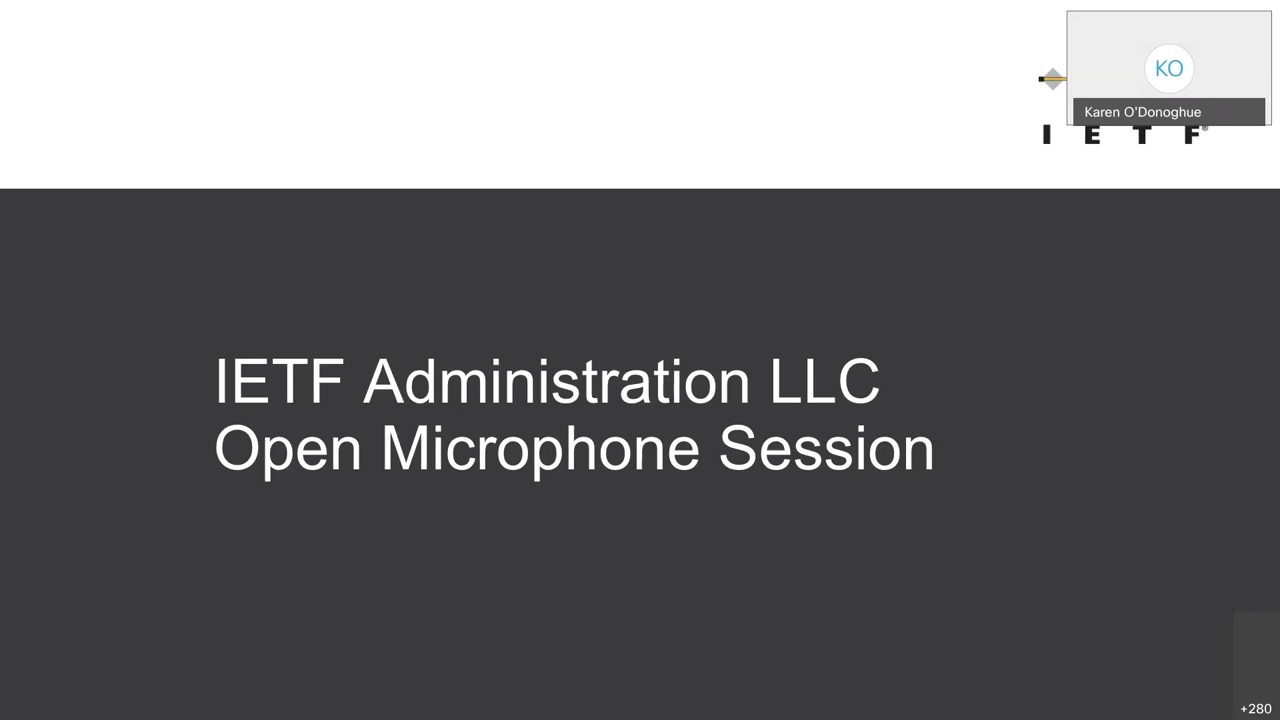 KO
Karen O'Donoghue
I E T F®
IETF Administration LLC
Open Microphone Session
+280